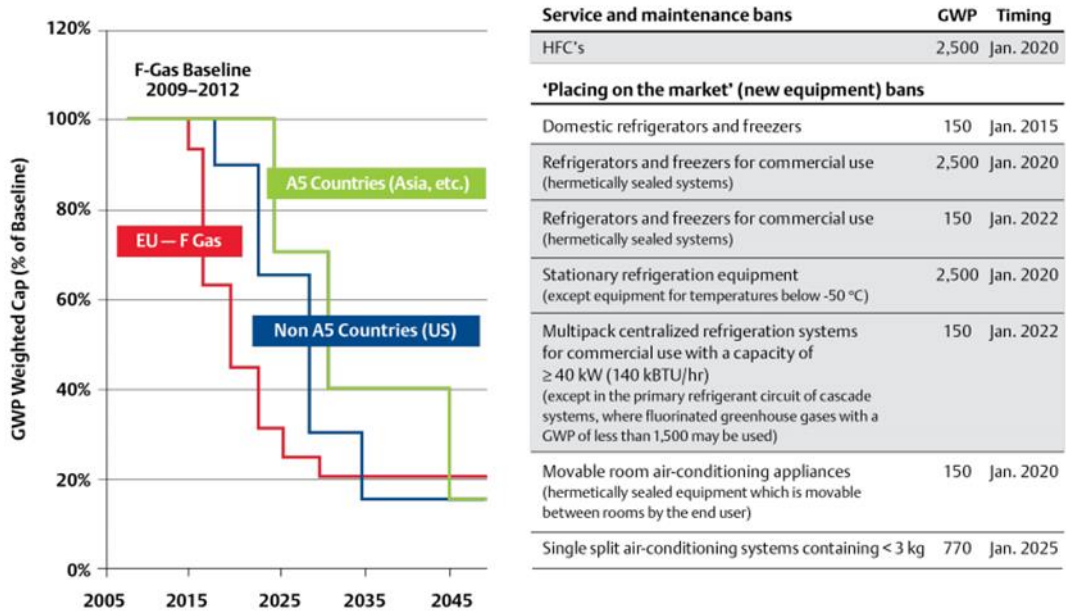 120%
100%
80%
60%
40%
20%
0%
GWP Weighted Cap (% of Baseline)
2005
2015
2025
2035
2045
F-Gas Baseline
2009–2012
A5 Countries (Asia, etc.)
EU — F Gas
Non A5 Countries (US)
Service and maintenance bans GWP Timing
HFC's 2,500 Jan. 2020
‘Placing on the market’ (new equipment) bans
Domestic refrigerators and freezers 150 Jan. 2015
Refrigerators and freezers for commercial use 2,500 Jan. 2020
(hermetically sealed systems)
Refrigerators and freezers for commercial use 150 Jan. 2022
(hermetically sealed systems)
Stationary refrigeration equipment 2,500 Jan. 2020
(except equipment for temperatures below -50 °C)
Multipack centralized refrigeration systems 150 Jan. 2022
for commercial use with a capacity of
≥ 40 kW (140 kBTU/hr)
(except in the primary refrigerant circuit of cascade
systems, where fluorinated greenhouse gases with a
GWP of less than 1,500 may be used)
Movable room air-conditioning appliances 150 Jan. 2020
(hermetically sealed equipment which is movable
between rooms by the end user)
Single split air-conditioning systems containing < 3 kg 770 Jan. 2025